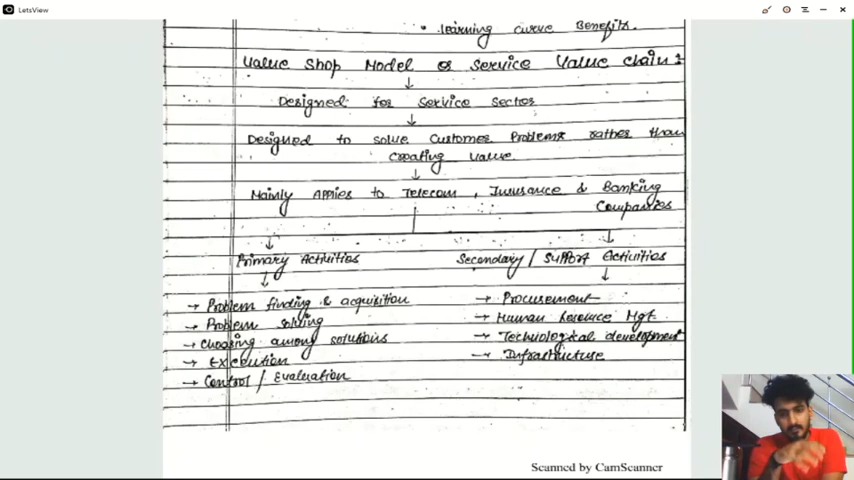 LetsView
• learning curve Benefits.
Value Shop Model or Service Value chain :
↓
Designed for Service Sector
↓
Designed to solve Customer Problems rather than
creating value.
↓
Mainly Applies to Telecom, Insurance & Banking
Companies
Primary Activities
Secondary / Support Activities
→ Problem finding & acquisition
→ Problem solving
→ Choosing among solutions
→ Execution
→ Control / Evaluation
→ Procurement
→ Human Resource Mgt.
→ Technological development
→ Infrastructure
Scanned by CamScanner